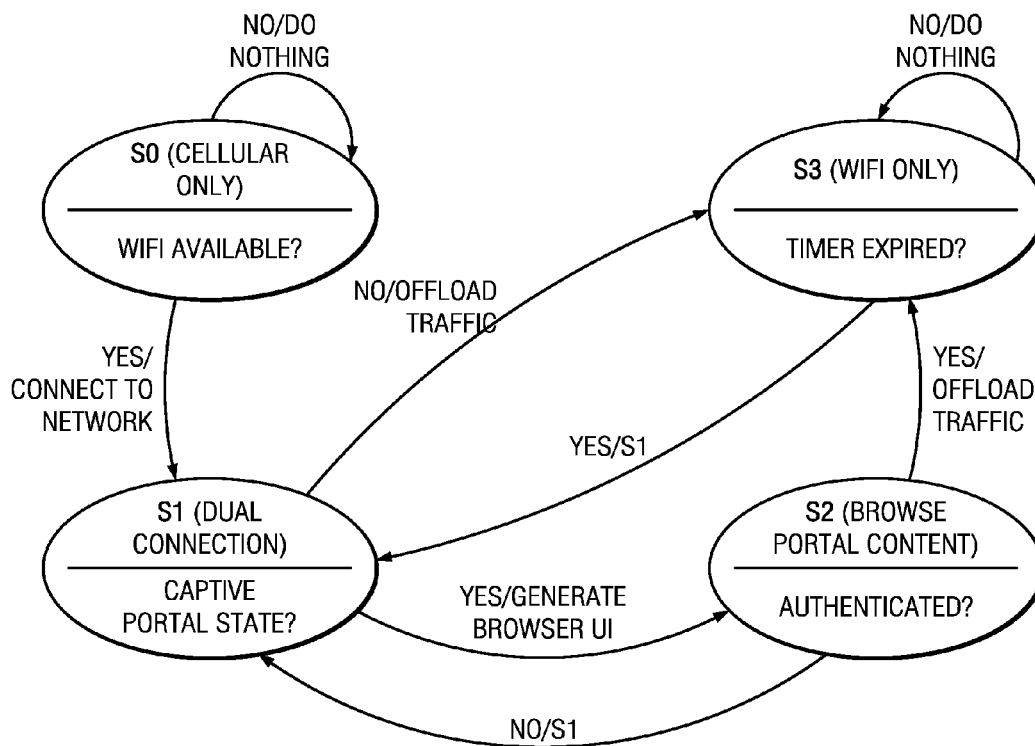 NO/DO
NOTHING
NO/DO
NOTHING
S0 (CELLULAR
ONLY)
WIFI AVAILABLE?
S3 (WIFI ONLY)
TIMER EXPIRED?
NO/OFFLOAD
TRAFFIC
YES/
CONNECT TO
NETWORK
YES/
OFFLOAD
TRAFFIC
YES/S1
S1 (DUAL
CONNECTION)
CAPTIVE
PORTAL STATE?
S2 (BROWSE
PORTAL CONTENT)
AUTHENTICATED?
YES/GENERATE
BROWSER UI
NO/S1